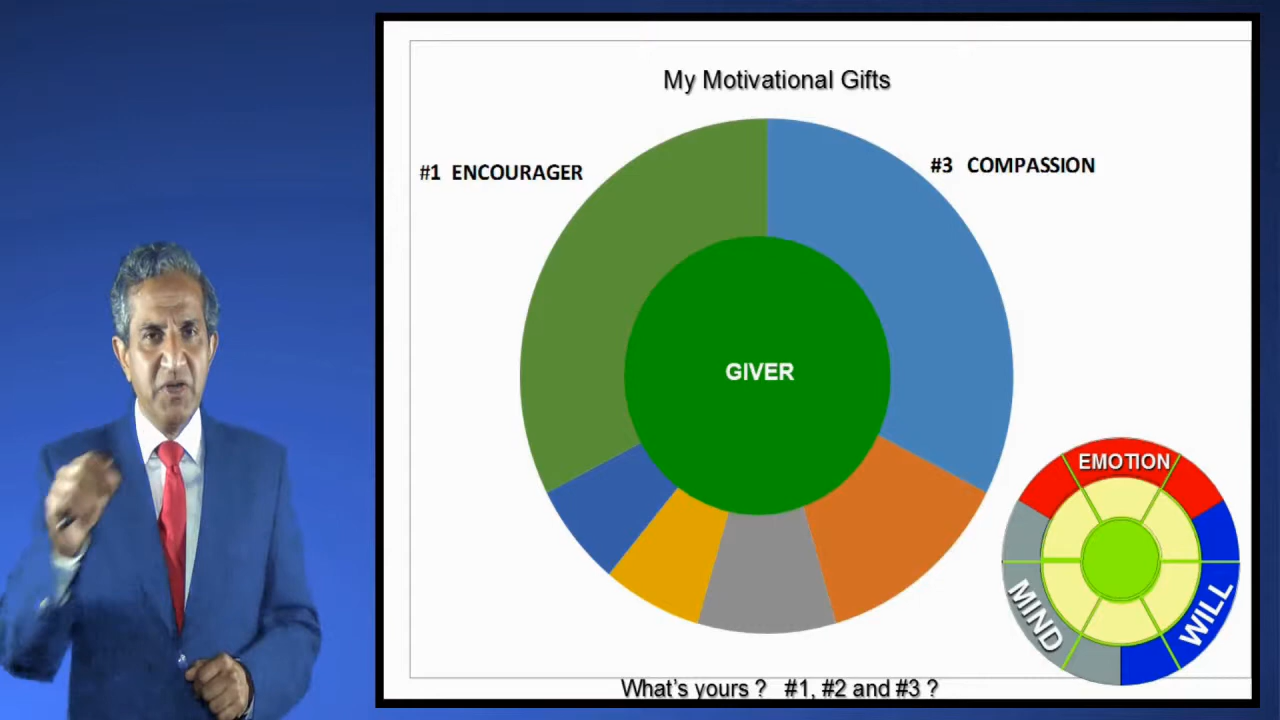 My Motivational Gifts
#1 ENCOURAGER
#3 COMPASSION
GIVER
EMOTION
MIND
WILL
What's yours ? #1, #2 and #3 ?